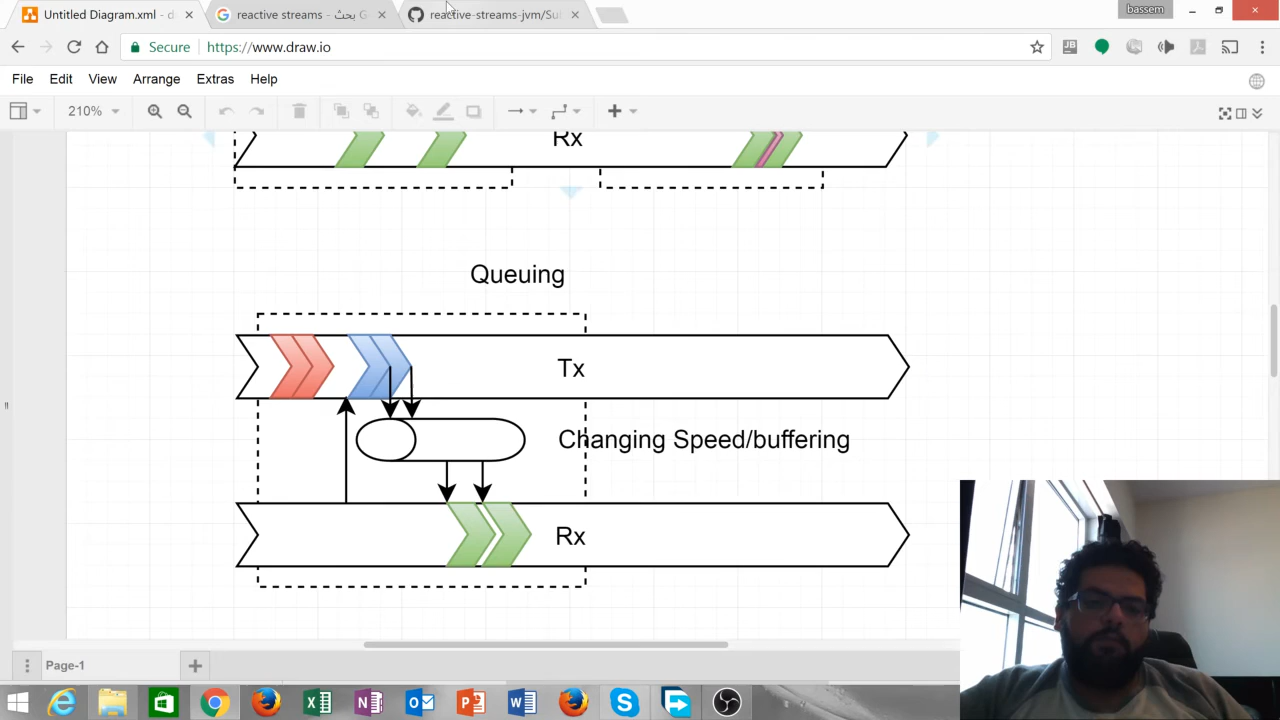 Untitled Diagram.xml - d
reactive streams - بحث G
reactive-streams-jvm/Sul
bassem
Secure
https://www.draw.io
File Edit View Arrange Extras Help
210%
Rx
Queuing
Tx
Changing Speed/buffering
Rx
Page-1